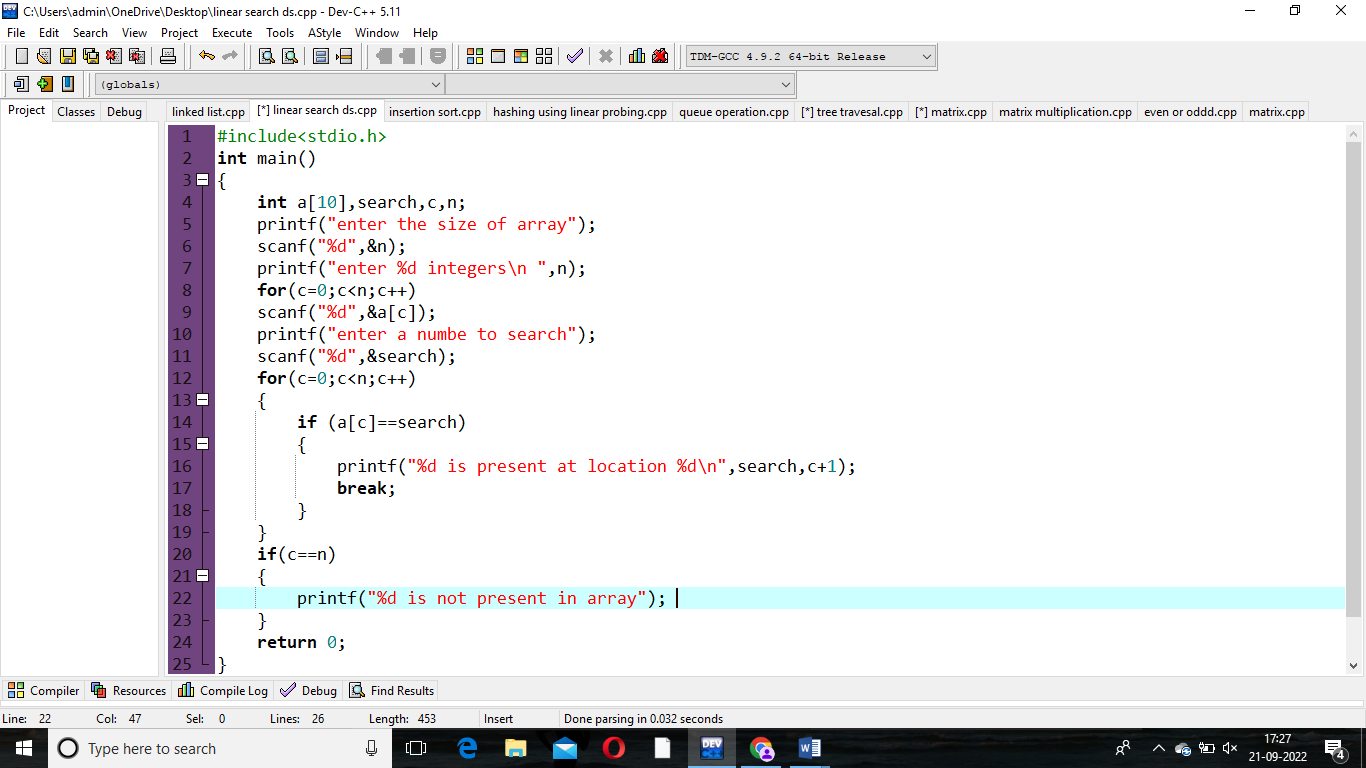 C:\Users\admin\OneDrive\Desktop\linear search ds.cpp - Dev-C++ 5.11
File Edit Search View Project Execute Tools AStyle Window Help
TDM-GCC 4.9.2 64-bit Release
(globals)
Project Classes Debug linked list.cpp [*] linear search ds.cpp insertion sort.cpp hashing using linear probing.cpp queue operation.cpp [*] tree travesal.cpp [*] matrix.cpp matrix multiplication.cpp even or oddd.cpp matrix.cpp
1 #include<stdio.h>
2 int main()
3 {
4 int a[10],search,c,n;
5 printf("enter the size of array");
6 scanf("%d",&n);
7 printf("enter %d integers\n ",n);
8 for(c=0;c<n;c++)
9 scanf("%d",&a[c]);
10 printf("enter a numbe to search");
11 scanf("%d",&search);
12 for(c=0;c<n;c++)
13 {
14 if (a[c]==search)
15 {
16 printf("%d is present at location %d\n",search,c+1);
17 break;
18 }
19 }
20 if(c==n)
21 {
22 printf("%d is not present in array");
23 }
24 return 0;
25 }
Compiler Resources Compile Log Debug Find Results
Line: 22 Col: 47 Sel: 0 Lines: 26 Length: 453 Insert Done parsing in 0.032 seconds
Type here to search
DEV
17:27
21-09-2022
4